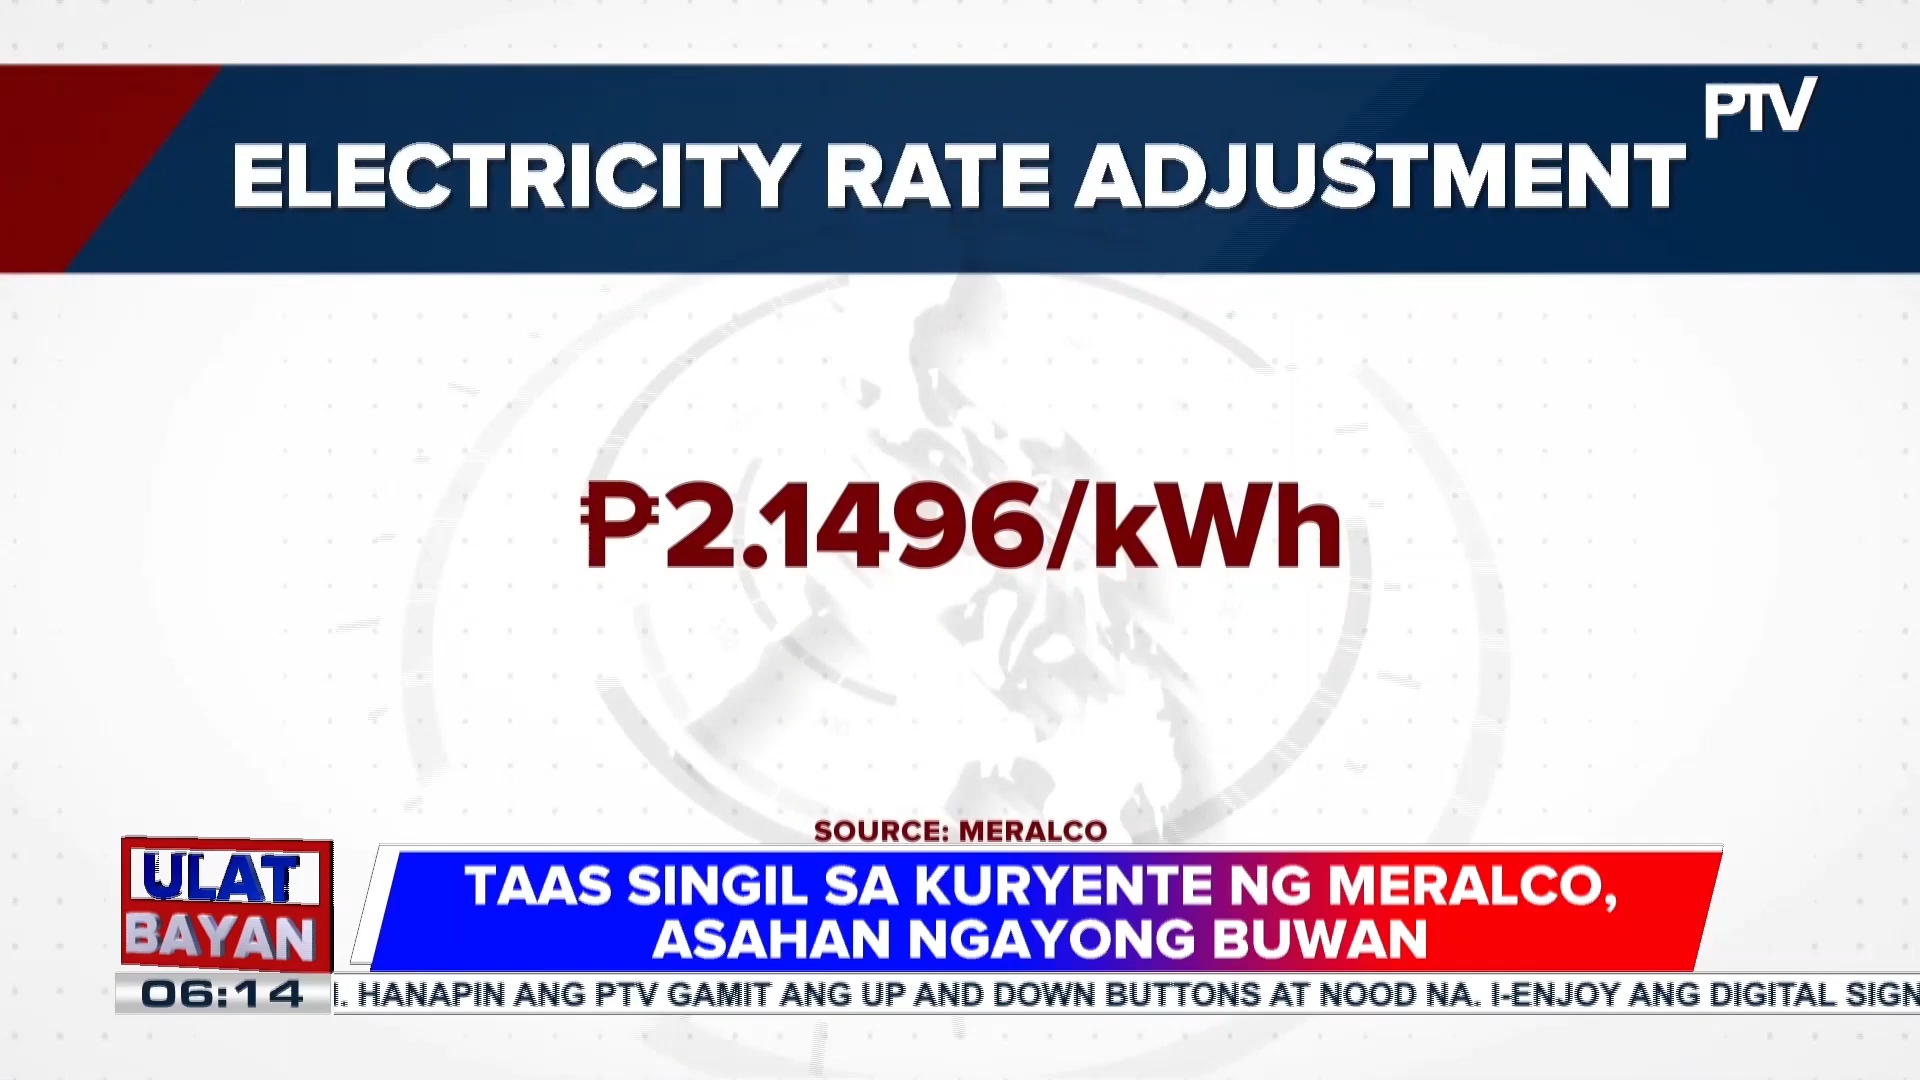 PTV
ELECTRICITY RATE ADJUSTMENT
₱2.1496/kWh
SOURCE: MERALCO
ULAT
BAYAN
TAAS SINGIL SA KURYENTE NG MERALCO,
ASAHAN NGAYONG BUWAN
06:14
. HANAPIN ANG PTV GAMIT ANG UP AND DOWN BUTTONS AT NOOD NA. I-ENJOY ANG DIGITAL SIGN